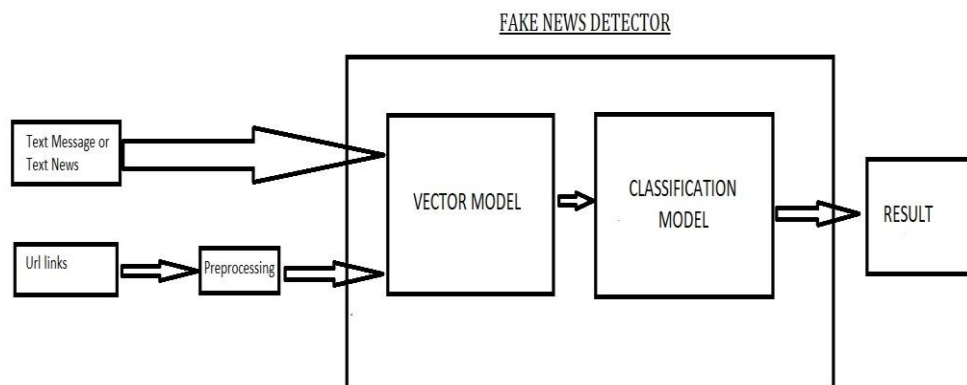 FAKE NEWS DETECTOR
Text Message or
Text News
VECTOR MODEL
CLASSIFICATION
MODEL
RESULT
Url links
Preprocessing